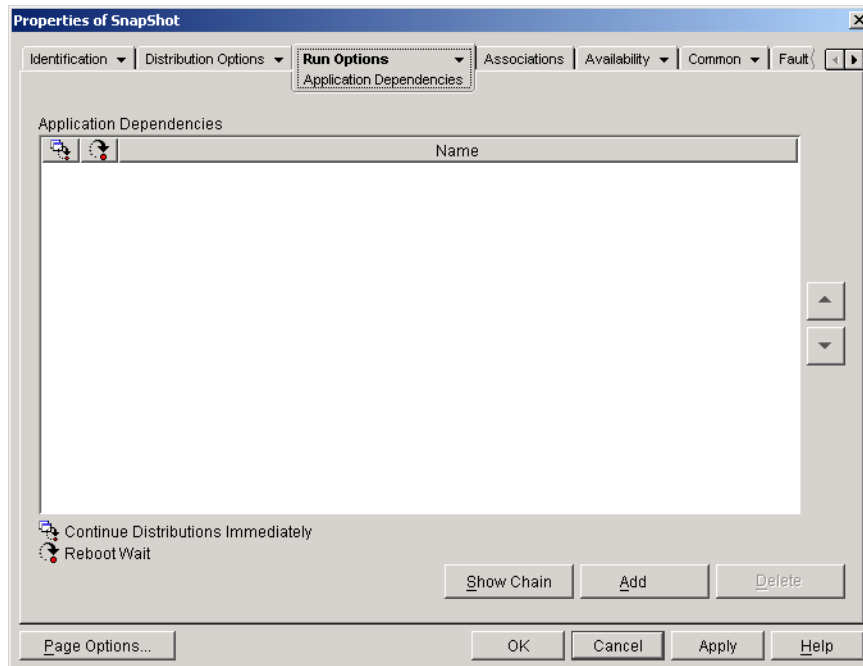 Properties of SnapShot
Identification Distribution Options Run Options Associations Availability Common Fault
Application Dependencies
Application Dependencies
Name
Continue Distributions Immediately
Reboot Wait
Show Chain Add Delete
Page Options... OK Cancel Apply Help